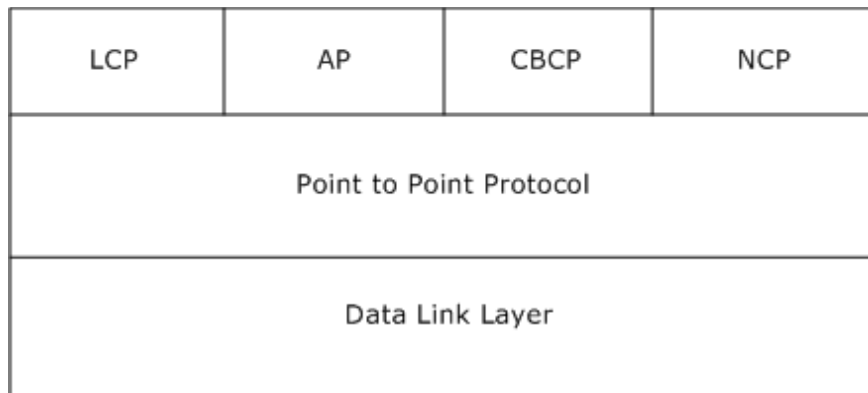 LCP AP CBCP NCP
Point to Point Protocol
Data Link Layer